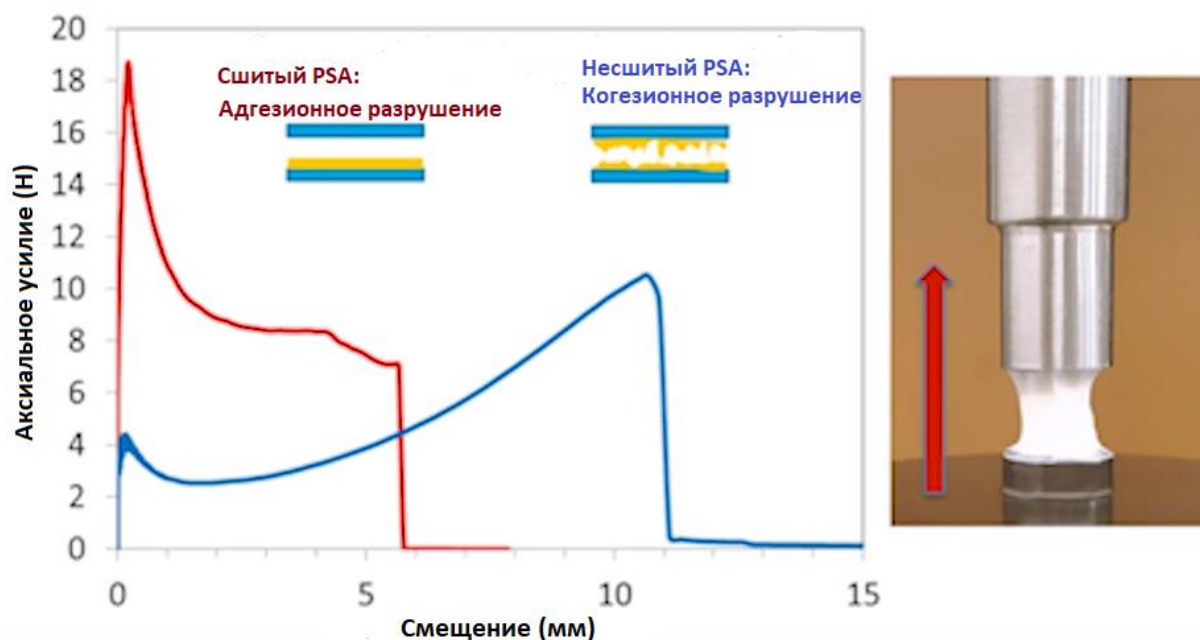 20
18
16
14
12
10
8
6
4
2
0
Аксиальное усилие (Н)
Сшитый PSA:
Адгезионное разрушение
Несшитый PSA:
Когезионное разрушение
0 5 10 15
Смещение (мм)